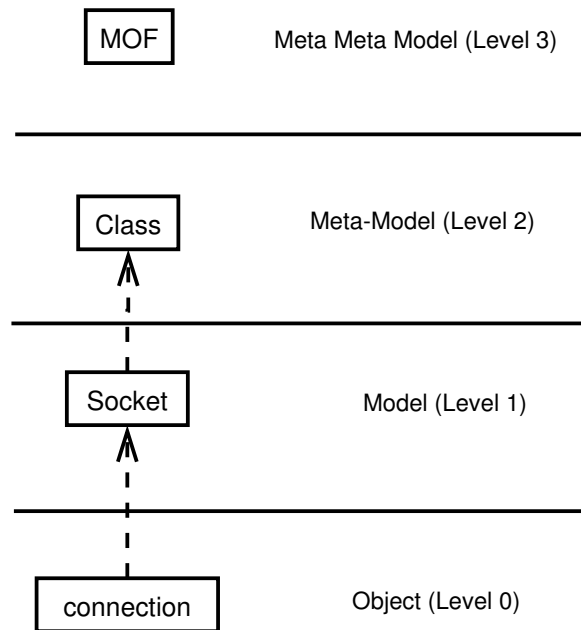 MOF
Meta Meta Model (Level 3)
Class
Meta-Model (Level 2)
Socket
Model (Level 1)
connection
Object (Level 0)